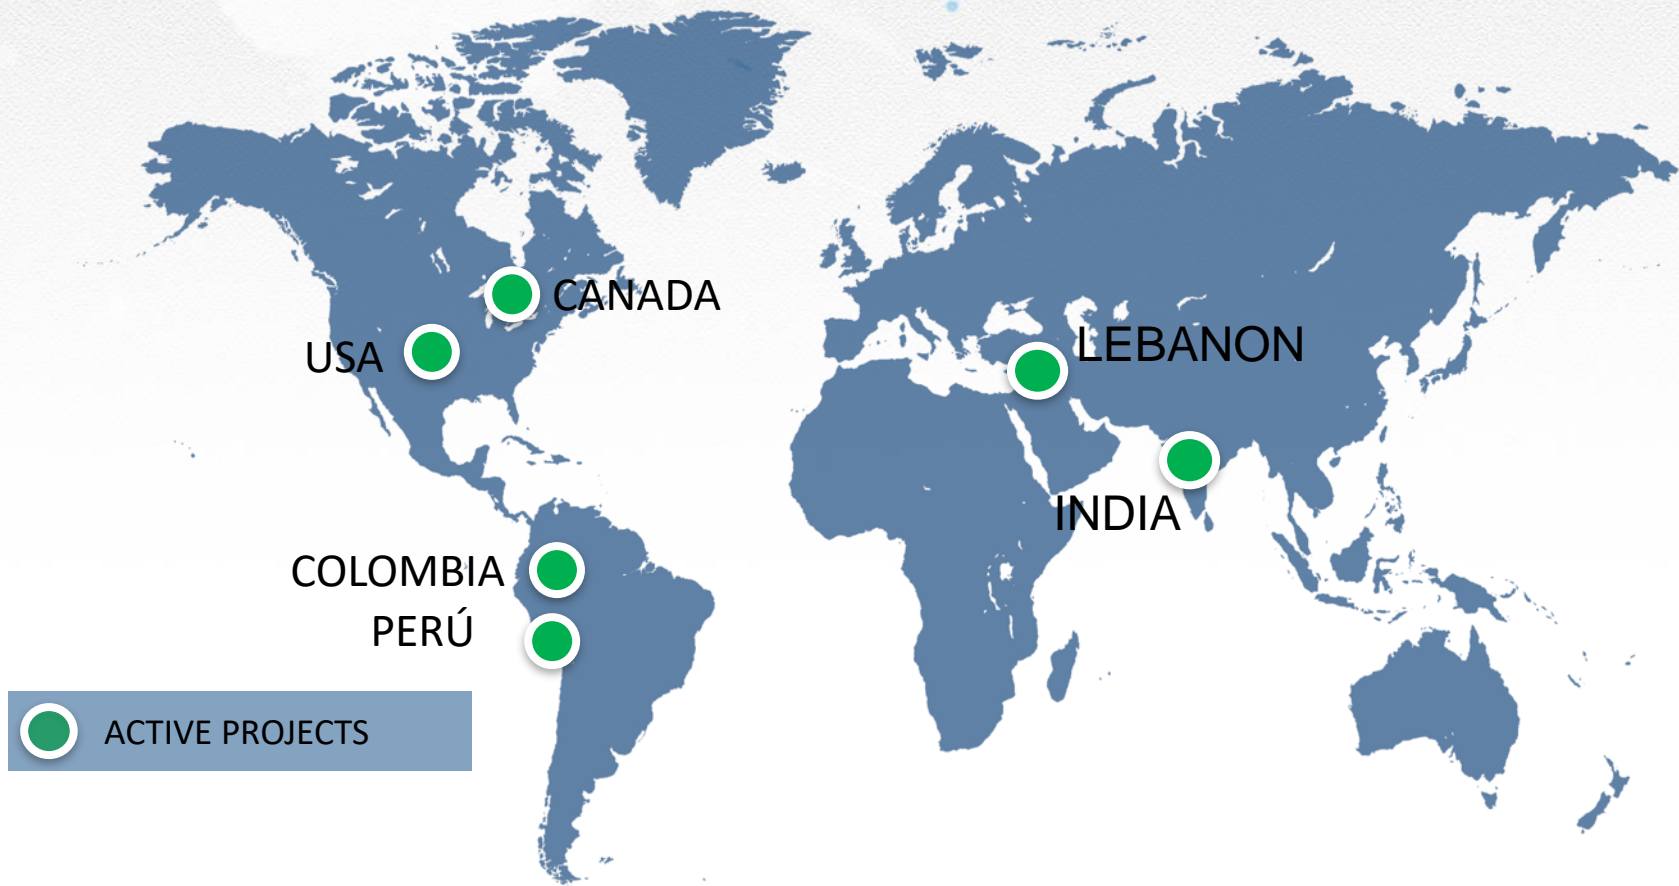 CANADA
USA
LEBANON
INDIA
COLOMBIA
PERÚ
ACTIVE PROJECTS